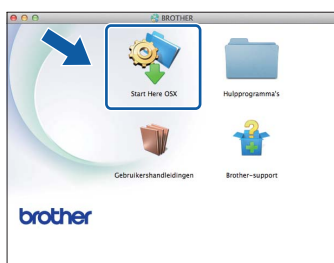 BROTHER
Start Here OSX
Hulpprogramma's
Gebruikershandleidingen
Brother-support
brother